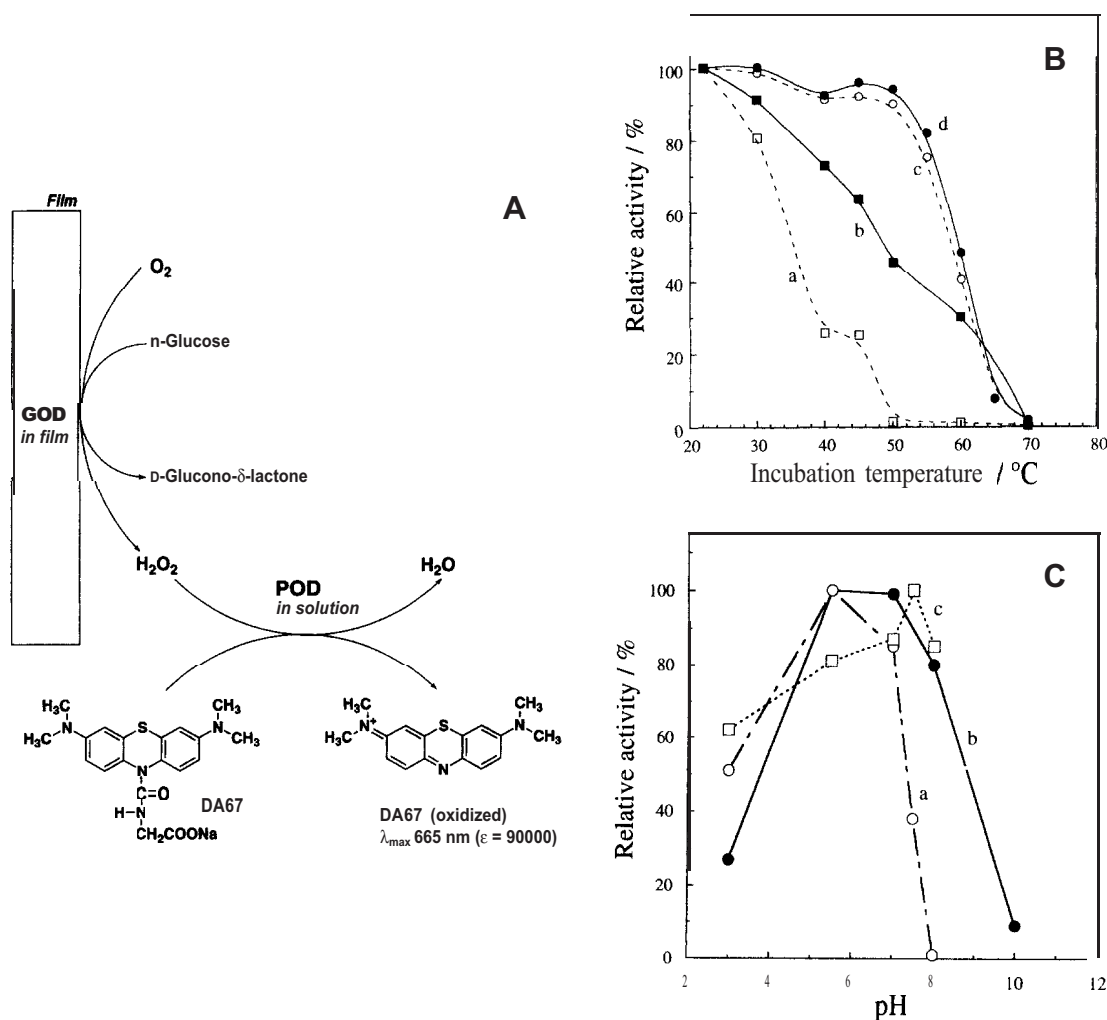 A
Film
O2
n-Glucose
GOD
in film
D-Glucono-δ-lactone
H2O2
H2O
POD
in solution
H3C
CH3
N
S
N
H3C
CH3
N
C=O
H–N
CH2COONa
DA67
H3C
CH3
N+
S
N
H3C
CH3
N
DA67 (oxidized)
λmax 665 nm (ε = 90000)
B
Relative activity / %
100
80
60
40
20
0
a
b
c
d
20 30 40 50 60 70 80
Incubation temperature / °C
C
Relative activity / %
100
80
60
40
20
0
a
b
c
2 4 6 8 10 12
pH